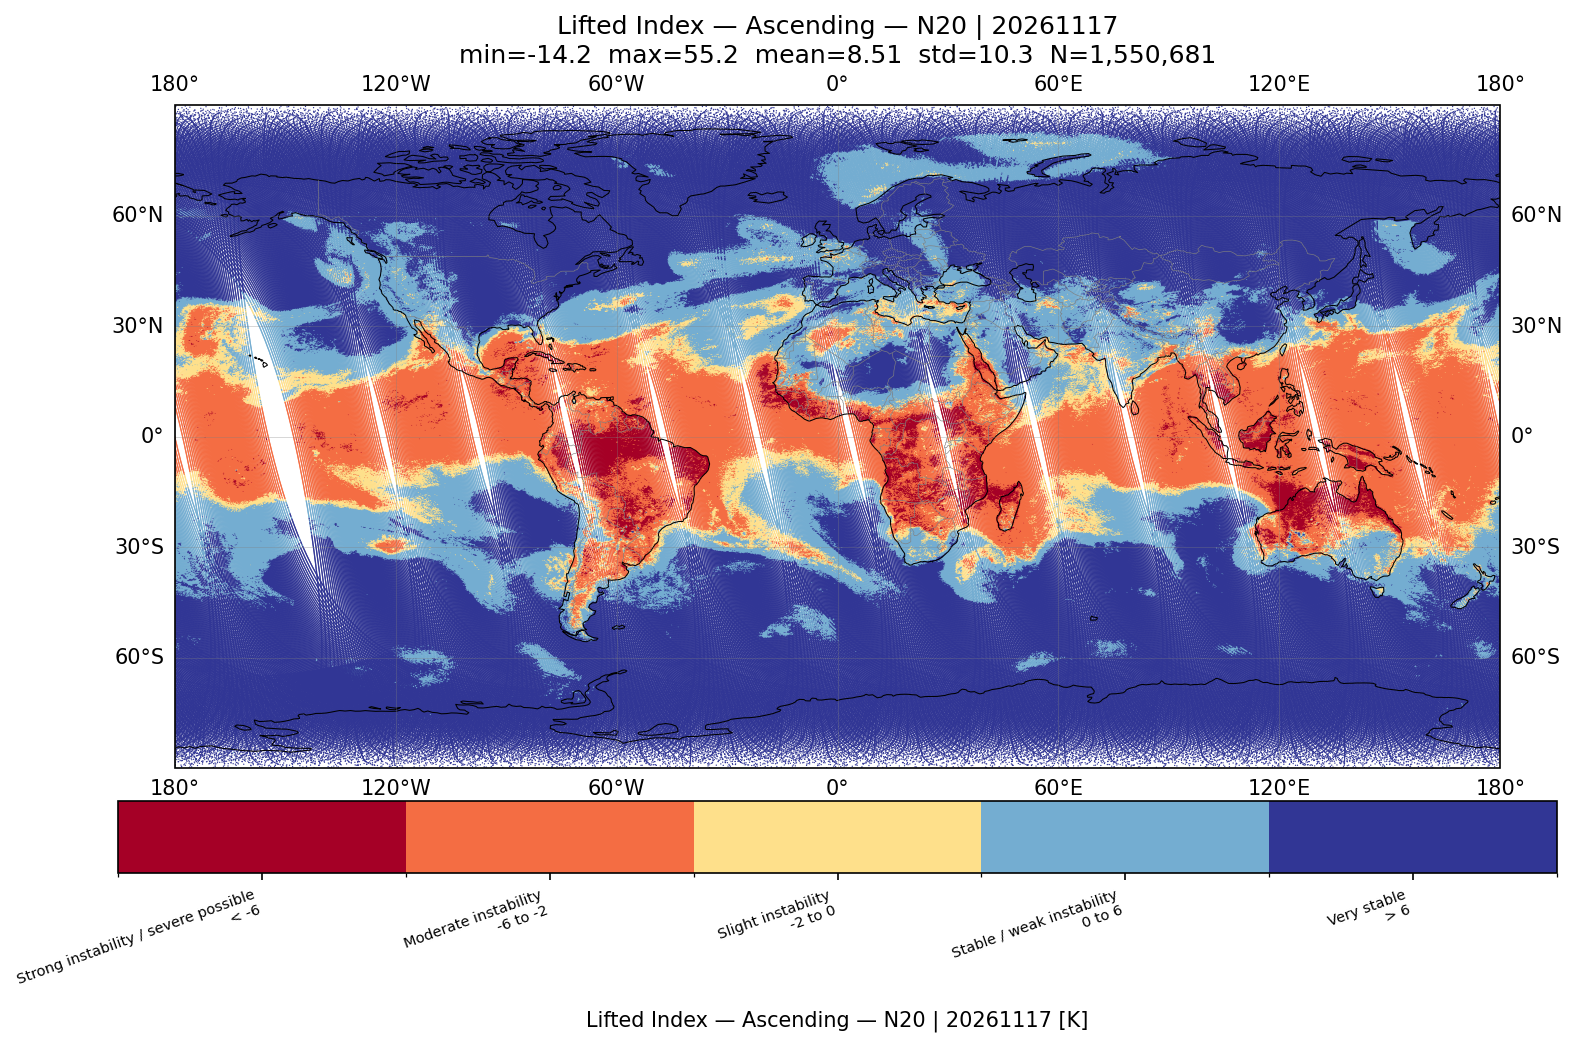 Lifted Index — Ascending — N20 | 20261117
min=-14.2  max=55.2  mean=8.51  std=10.3  N=1,550,681
180° 120°W 60°W 0° 60°E 120°E 180°
60°N 60°N
30°N 30°N
0° 0°
30°S 30°S
60°S 60°S
180° 120°W 60°W 0° 60°E 120°E 180°
Strong instability / severe possible
< -6
Moderate instability
-6 to -2
Slight instability
-2 to 0
Stable / weak instability
0 to 6
Very stable
> 6
Lifted Index — Ascending — N20 | 20261117 [K]